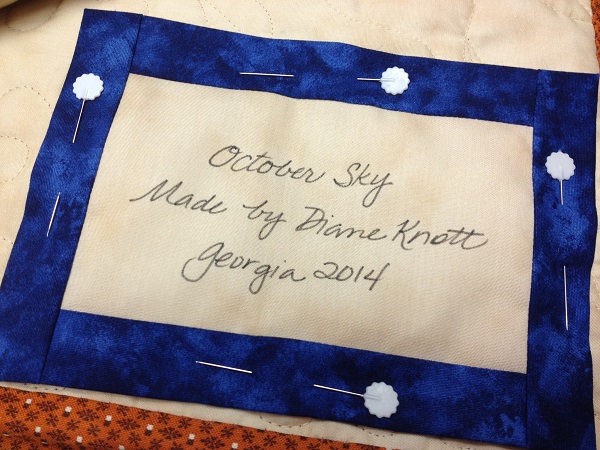 October Sky
Made by Diane Knott
Georgia 2014